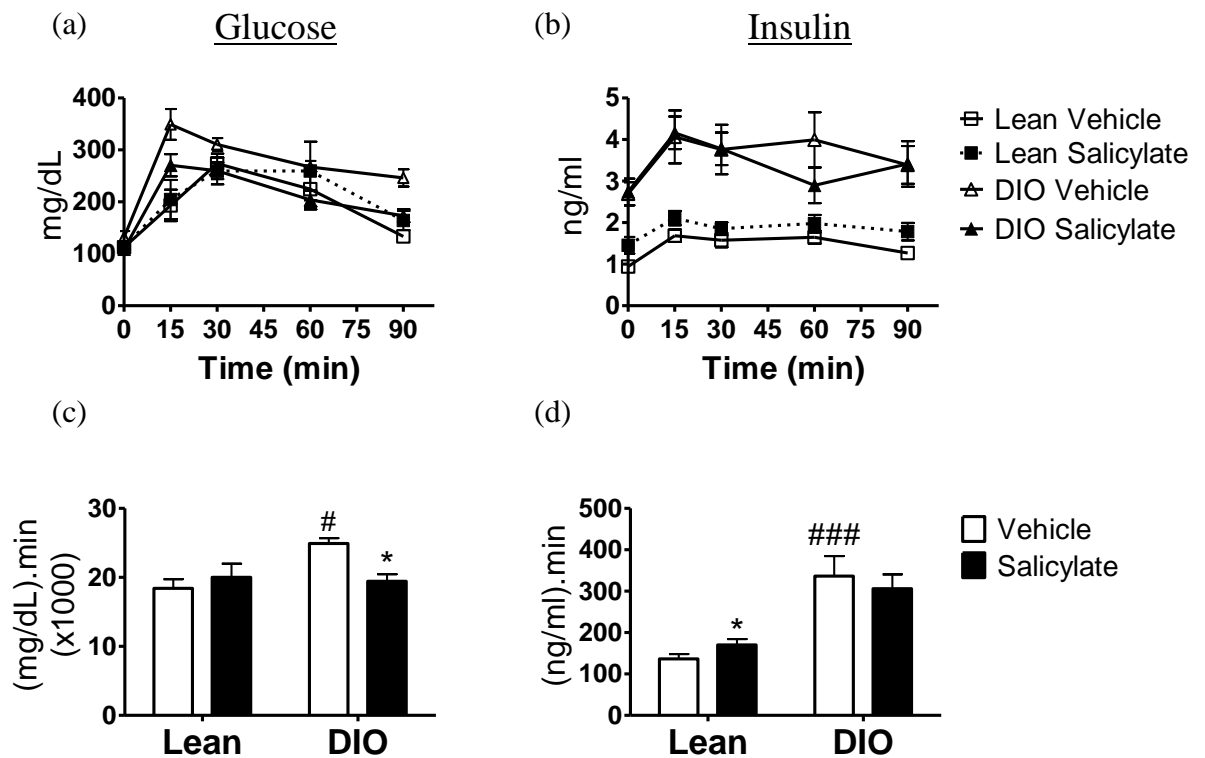 (a) Glucose
400
300
200
100
0
mg/dL
0 15 30 45 60 75 90
Time (min)
(b) Insulin
5
4
3
2
1
0
ng/ml
0 15 30 45 60 75 90
Time (min)
Lean Vehicle
Lean Salicylate
DIO Vehicle
DIO Salicylate
(c)
30
20
10
0
(mg/dL).min
(x1000)
#
*
Lean DIO
(d)
500
400
300
200
100
0
(ng/ml).min
###
*
Lean DIO
Vehicle
Salicylate